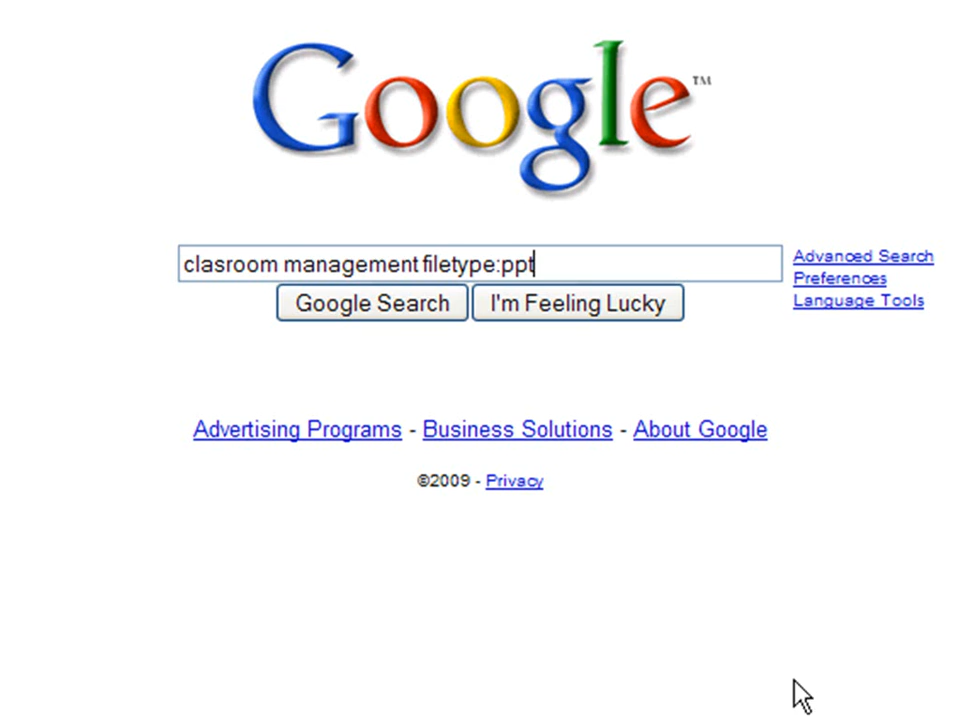 Google™
clasroom management filetype:ppt
Advanced Search
Preferences
Language Tools
Google Search I'm Feeling Lucky
Advertising Programs - Business Solutions - About Google
©2009 - Privacy